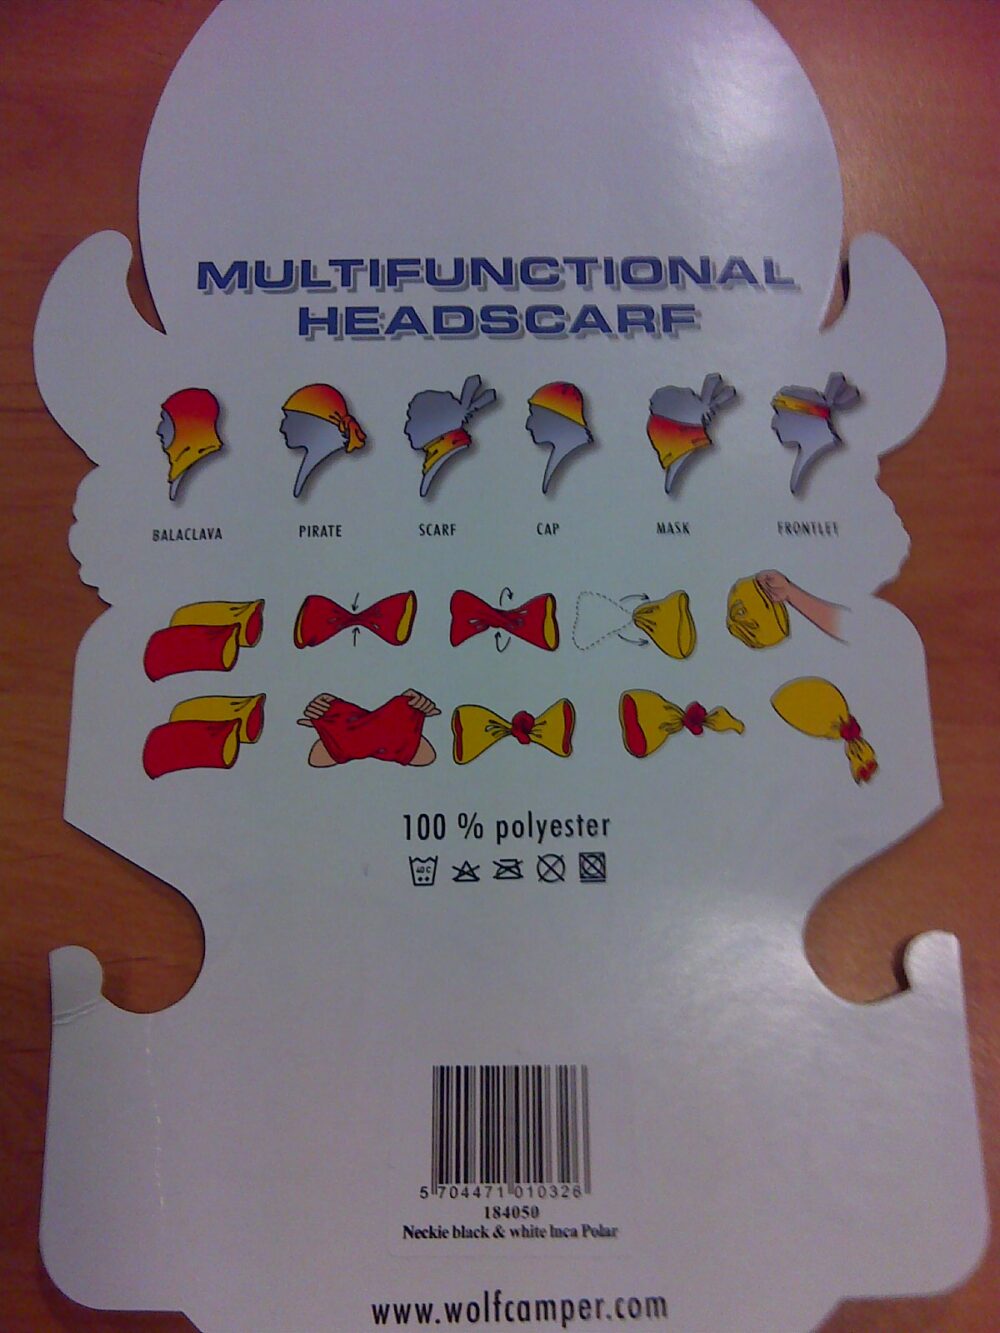 MULTIFUNCTIONAL
HEADSCARF
BALACLAVA PIRATE SCARF CAP MASK FRONTLET
100 % polyester
40C
5 704471 010326
184050
Neckie black & white Inca Polar
www.wolfcamper.com